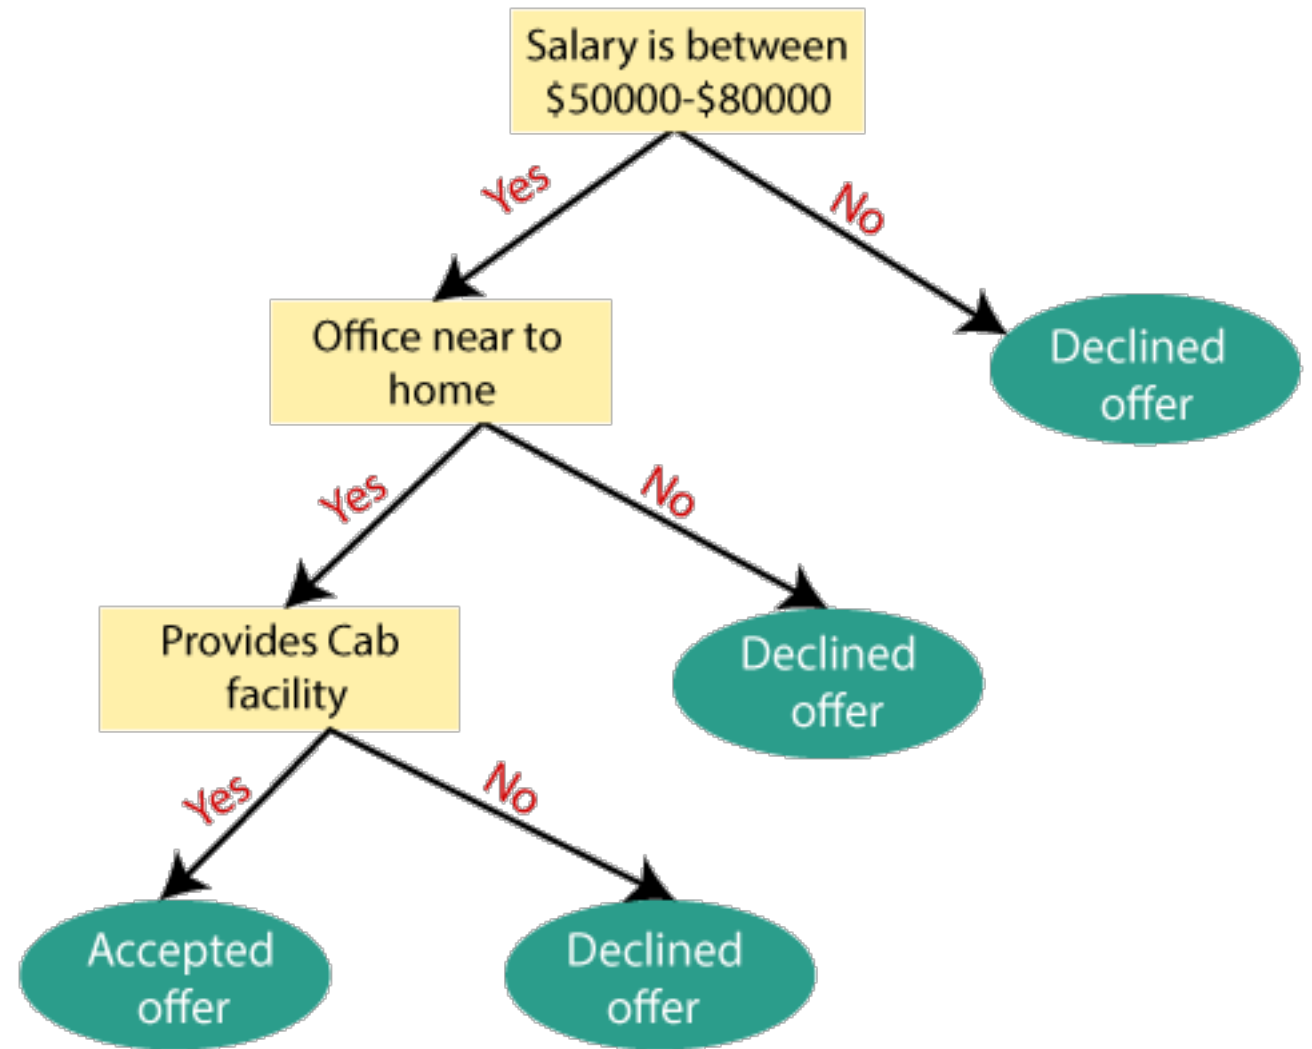 Salary is between
$50000-$80000
Yes
No
Office near to
home
Declined
offer
Yes
No
Provides Cab
facility
Declined
offer
Yes
No
Accepted
offer
Declined
offer